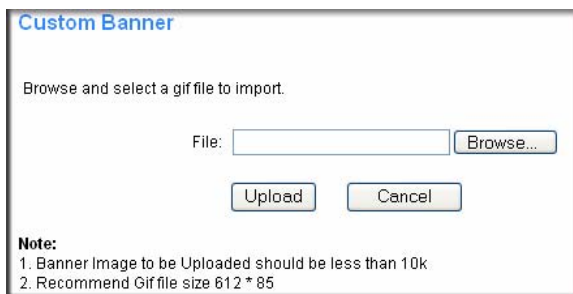 Custom Banner
Browse and select a gif file to import.
File: Browse...
Upload Cancel
Note:
1. Banner Image to be Uploaded should be less than 10k
2. Recommend Gif file size 612 * 85